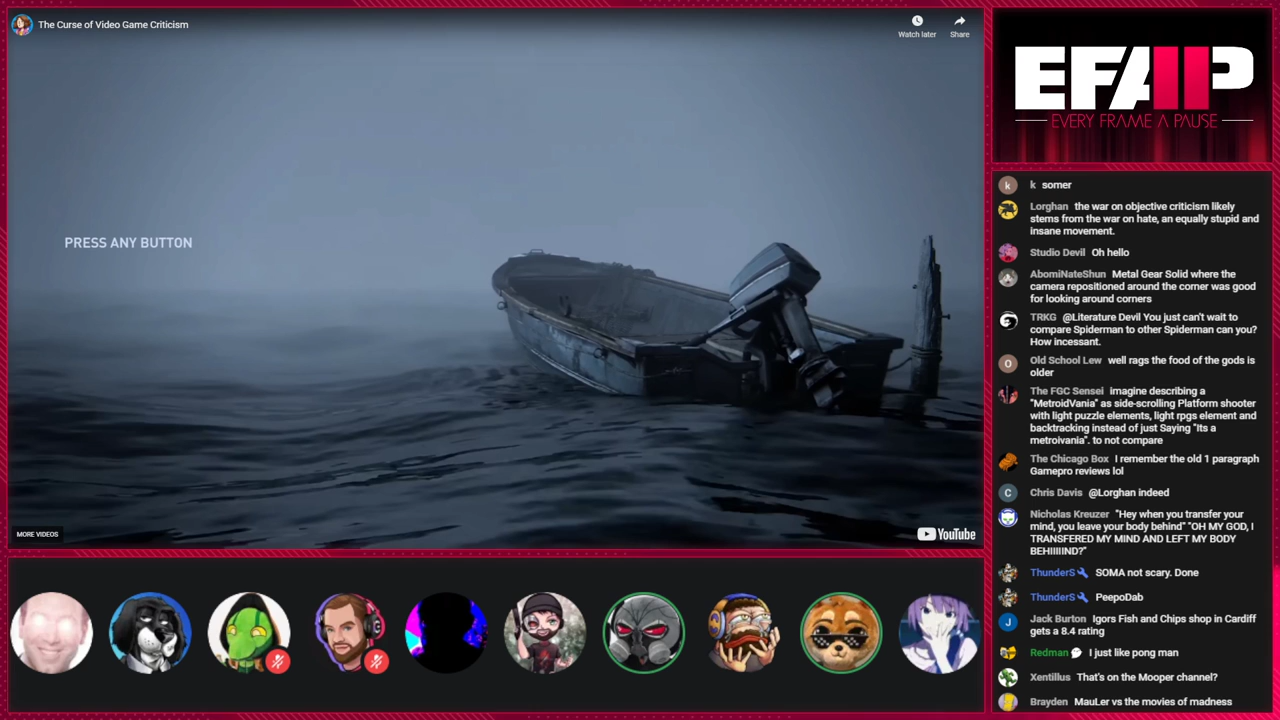 The Curse of Video Game Criticism
Watch later
Share
PRESS ANY BUTTON
MORE VIDEOS
YouTube
EFAP
EVERY FRAME A PAUSE
k
k somer
Lorghan the war on objective criticism likely
stems from the war on hate, an equally stupid and
insane movement.
Studio Devil Oh hello
AbomiNateShun Metal Gear Solid where the
camera repositioned around the corner was good
for looking around corners
TRKG @Literature Devil You just can't wait to
compare Spiderman to other Spiderman can you?
How incessant.
O
Old School Lew well rags the food of the gods is
older
The FGC Sensei imagine describing a
"MetroidVania" as side-scrolling Platform shooter
with light puzzle elements, light rpgs element and
backtracking instead of just Saying "Its a
metroivania". to not compare
The Chicago Box I remember the old 1 paragraph
Gamepro reviews lol
C
Chris Davis @Lorghan indeed
Nicholas Kreuzer "Hey when you transfer your
mind, you leave your body behind" "OH MY GOD, I
TRANSFERED MY MIND AND LEFT MY BODY
BEHIIIIIND?"
ThunderS SOMA not scary. Done
ThunderS PeepoDab
J
Jack Burton Igors Fish and Chips shop in Cardiff
gets a 8.4 rating
Redman I just like pong man
Xentillus That's on the Mooper channel?
Brayden MauLer vs the movies of madness